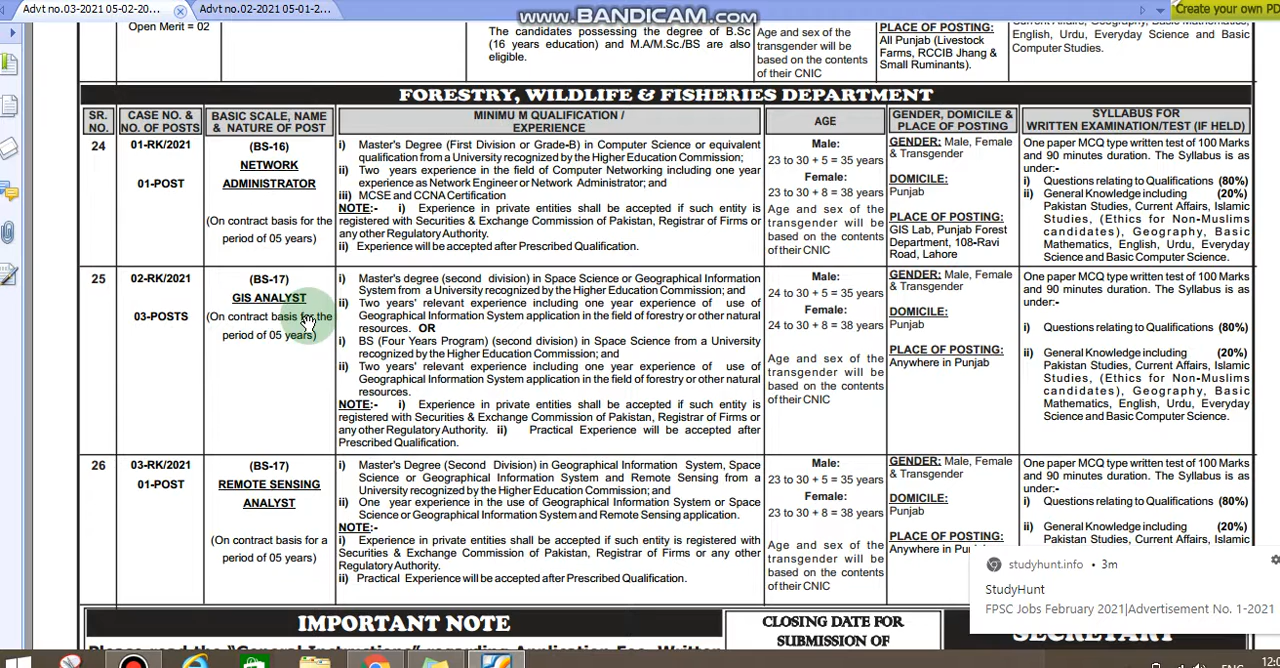 Advt no.03-2021 05-02-20...
Advt no.02-2021 05-01-2...
www.BANDICAM.com
Create your own PD
Open Merit = 02
The candidates possessing the degree of B.Sc
(16 years education) and M.A/M.Sc./BS are also
eligible.
Age and sex of the
transgender will be
based on the contents
of their CNIC
PLACE OF POSTING:
All Punjab (Livestock
Farms, RCCIB Jhang &
Small Ruminants).
Current Affairs, Geography, Basic Mathematics,
English, Urdu, Everyday Science and Basic
Computer Studies.
FORESTRY, WILDLIFE & FISHERIES DEPARTMENT
SR.
NO.
CASE NO. &
NO. OF POSTS
BASIC SCALE, NAME
& NATURE OF POST
MINIMU M QUALIFICATION /
EXPERIENCE
AGE
GENDER, DOMICILE &
PLACE OF POSTING
SYLLABUS FOR
WRITTEN EXAMINATION/TEST (IF HELD)
24
01-RK/2021
01-POST
(BS-16)
NETWORK
ADMINISTRATOR
(On contract basis for the
period of 05 years)
i) Master's Degree (First Division or Grade-B) in Computer Science or equivalent
qualification from a University recognized by the Higher Education Commission;
ii) Two years experience in the field of Computer Networking including one year
experience as Network Engineer or Network Administrator; and
iii) MCSE and CCNA Certification
NOTE:- i) Experience in private entities shall be accepted if such entity is
registered with Securities & Exchange Commission of Pakistan, Registrar of Firms or
any other Regulatory Authority.
ii) Experience will be accepted after Prescribed Qualification.
Male:
23 to 30 + 5 = 35 years
Female:
23 to 30 + 8 = 38 years
Age and sex of the
transgender will be
based on the contents
of their CNIC
GENDER: Male, Female
& Transgender
DOMICILE:
Punjab
PLACE OF POSTING:
GIS Lab, Punjab Forest
Department, 108-Ravi
Road, Lahore
One paper MCQ type written test of 100 Marks
and 90 minutes duration. The Syllabus is as
under:-
i) Questions relating to Qualifications (80%)
ii) General Knowledge including (20%)
Pakistan Studies, Current Affairs, Islamic
Studies, (Ethics for Non-Muslims
candidates), Geography, Basic
Mathematics, English, Urdu, Everyday
Science and Basic Computer Science.
25
02-RK/2021
03-POSTS
(BS-17)
GIS ANALYST
(On contract basis for the
period of 05 years)
i) Master's degree (second division) in Space Science or Geographical Information
System from a University recognized by the Higher Education Commission; and
ii) Two years' relevant experience including one year experience of use of
Geographical Information System application in the field of forestry or other natural
resources. OR
i) BS (Four Years Program) (second division) in Space Science from a University
recognized by the Higher Education Commission; and
ii) Two years' relevant experience including one year experience of use of
Geographical Information System application in the field of forestry or other natural
resources.
NOTE:- i) Experience in private entities shall be accepted if such entity is
registered with Securities & Exchange Commission of Pakistan, Registrar of Firms or
any other Regulatory Authority. ii) Practical Experience will be accepted after
Prescribed Qualification.
Male
24 to 30 + 5 = 35 years
Female:
24 to 30 + 8 = 38 years
Age and sex of the
transgender will be
based on the contents
of their CNIC
GENDER: Male, Female
& Transgender
DOMICILE:
Punjab
PLACE OF POSTING:
Anywhere in Punjab
One paper MCQ type written test of 100 Marks
and 90 minutes duration. The Syllabus is as
under:-
i) Questions relating to Qualifications (80%)
ii) General Knowledge including (20%)
Pakistan Studies, Current Affairs, Islamic
Studies, (Ethics for Non-Muslims
candidates), Geography, Basic
Mathematics, English, Urdu, Everyday
Science and Basic Computer Science.
26
03-RK/2021
01-POST
(BS-17)
REMOTE SENSING
ANALYST
(On contract basis for a
period of 05 years)
i) Master's Degree (Second Division) in Geographical Information System, Space
Science or Geographical Information System and Remote Sensing from a
University recognized by the Higher Education Commission; and
ii) One year experience in the use of Geographical Information System or Space
Science or Geographical Information System and Remote Sensing application.
NOTE:-
i) Experience in private entities shall be accepted if such entity is registered with
Securities & Exchange Commission of Pakistan, Registrar of Firms or any other
Regulatory Authority.
ii) Practical Experience will be accepted after Prescribed Qualification.
Male:
23 to 30 + 5 = 35 years
Female:
23 to 30 + 8 = 38 years
Age and sex of the
transgender will be
based on the contents
of their CNIC
GENDER: Male, Female
& Transgender
DOMICILE:
Punjab
PLACE OF POSTING:
Anywhere in
One paper MCQ type written test of 100 Marks
and 90 minutes duration. The Syllabus is as
under:-
i) Questions relating to Qualifications (80%)
ii) General Knowledge including (20%)
Pakistan Studies, Current Affairs, Islamic
studyhunt.info • 3m
StudyHunt
FPSC Jobs February 2021|Advertisement No. 1-2021
IMPORTANT NOTE
CLOSING DATE FOR
SUBMISSION OF
SECRETARY
ENG